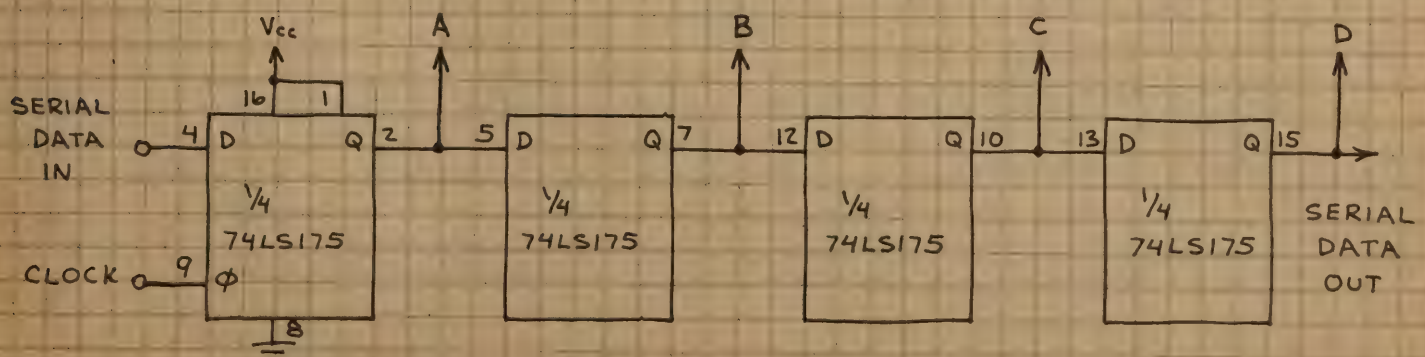 Vcc
A
B
C
D
16 1
SERIAL
DATA
IN
4 D Q 2
5 D Q 7
12 D Q 10
13 D Q 15
1/4
74LS175
1/4
74LS175
1/4
74LS175
1/4
74LS175
SERIAL
DATA
OUT
CLOCK 9 φ
8